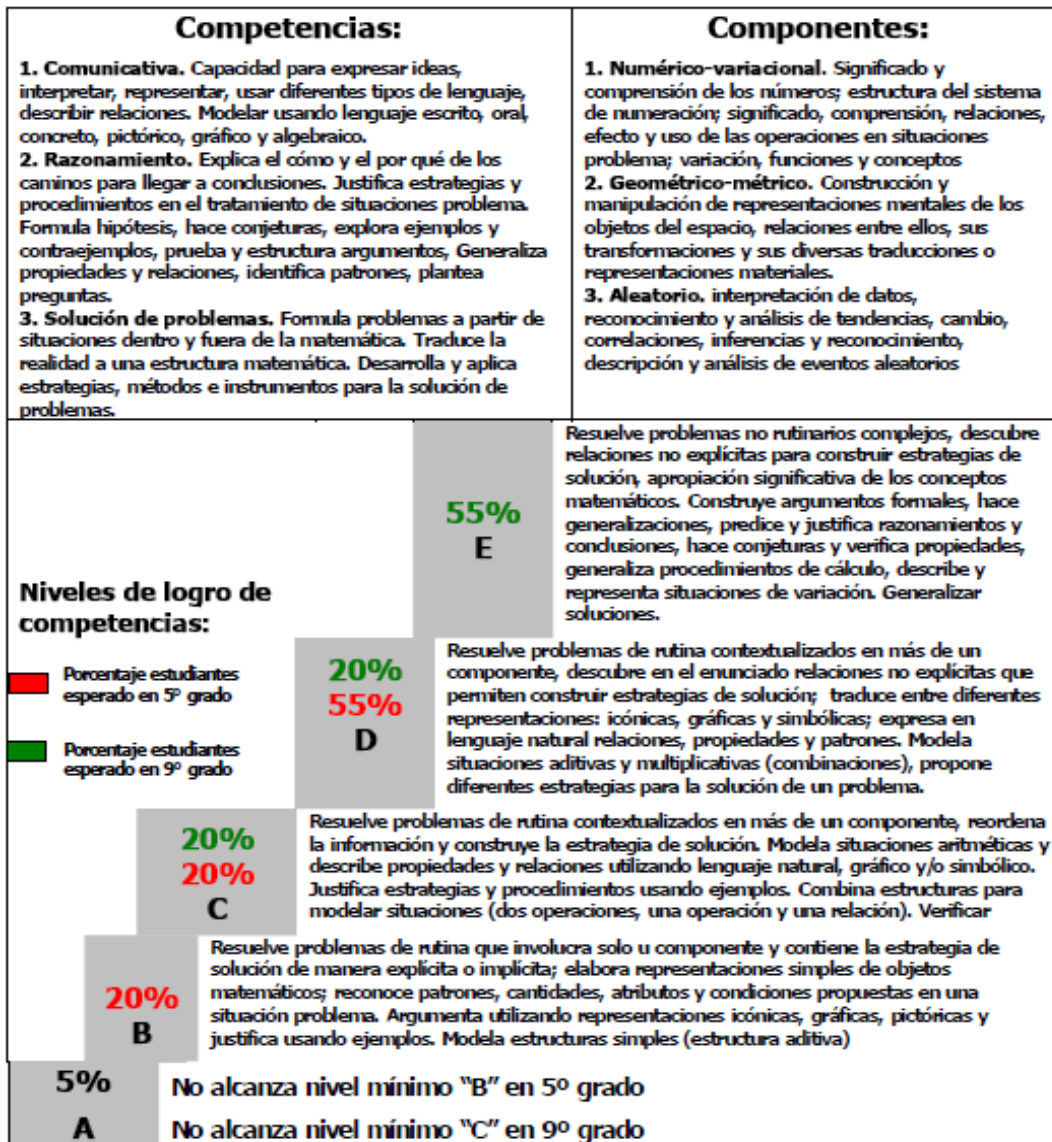 Competencias:
1. Comunicativa. Capacidad para expresar ideas,
interpretar, representar, usar diferentes tipos de lenguaje,
describir relaciones. Modelar usando lenguaje escrito, oral,
concreto, pictórico, gráfico y algebraico.
2. Razonamiento. Explica el cómo y el por qué de los
caminos para llegar a conclusiones. Justifica estrategias y
procedimientos en el tratamiento de situaciones problema.
Formula hipótesis, hace conjeturas, explora ejemplos y
contraejemplos, prueba y estructura argumentos, Generaliza
propiedades y relaciones, identifica patrones, plantea
preguntas.
3. Solución de problemas. Formula problemas a partir de
situaciones dentro y fuera de la matemática. Traduce la
realidad a una estructura matemática. Desarrolla y aplica
estrategias, métodos e instrumentos para la solución de
problemas.
Componentes:
1. Numérico-variacional. Significado y
comprensión de los números; estructura del sistema
de numeración; significado, comprensión, relaciones,
efecto y uso de las operaciones en situaciones
problema; variación, funciones y conceptos
2. Geométrico-métrico. Construcción y
manipulación de representaciones mentales de los
objetos del espacio, relaciones entre ellos, sus
transformaciones y sus diversas traducciones o
representaciones materiales.
3. Aleatorio. interpretación de datos,
reconocimiento y análisis de tendencias, cambio,
correlaciones, inferencias y reconocimiento,
descripción y análisis de eventos aleatorios
55%
E
Resuelve problemas no rutinarios complejos, descubre
relaciones no explícitas para construir estrategias de
solución, apropiación significativa de los conceptos
matemáticos. Construye argumentos formales, hace
generalizaciones, predice y justifica razonamientos y
conclusiones, hace conjeturas y verifica propiedades,
generaliza procedimientos de cálculo, describe y
representa situaciones de variación. Generalizar
soluciones.
Niveles de logro de
competencias:
Porcentaje estudiantes
esperado en 5º grado
Porcentaje estudiantes
esperado en 9º grado
20%
55%
D
Resuelve problemas de rutina contextualizados en más de un
componente, descubre en el enunciado relaciones no explícitas que
permiten construir estrategias de solución; traduce entre diferentes
representaciones: icónicas, gráficas y simbólicas; expresa en
lenguaje natural relaciones, propiedades y patrones. Modela
situaciones aditivas y multiplicativas (combinaciones), propone
diferentes estrategias para la solución de un problema.
20%
20%
C
Resuelve problemas de rutina contextualizados en más de un componente, reordena
la información y construye la estrategia de solución. Modela situaciones aritméticas y
describe propiedades y relaciones utilizando lenguaje natural, gráfico y/o simbólico.
Justifica estrategias y procedimientos usando ejemplos. Combina estructuras para
modelar situaciones (dos operaciones, una operación y una relación). Verificar
20%
B
Resuelve problemas de rutina que involucra solo u componente y contiene la estrategia de
solución de manera explícita o implícita; elabora representaciones simples de objetos
matemáticos; reconoce patrones, cantidades, atributos y condiciones propuestas en una
situación problema. Argumenta utilizando representaciones icónicas, gráficas, pictóricas y
justifica usando ejemplos. Modela estructuras simples (estructura aditiva)
5%
A
No alcanza nivel mínimo “B” en 5º grado
No alcanza nivel mínimo “C” en 9º grado